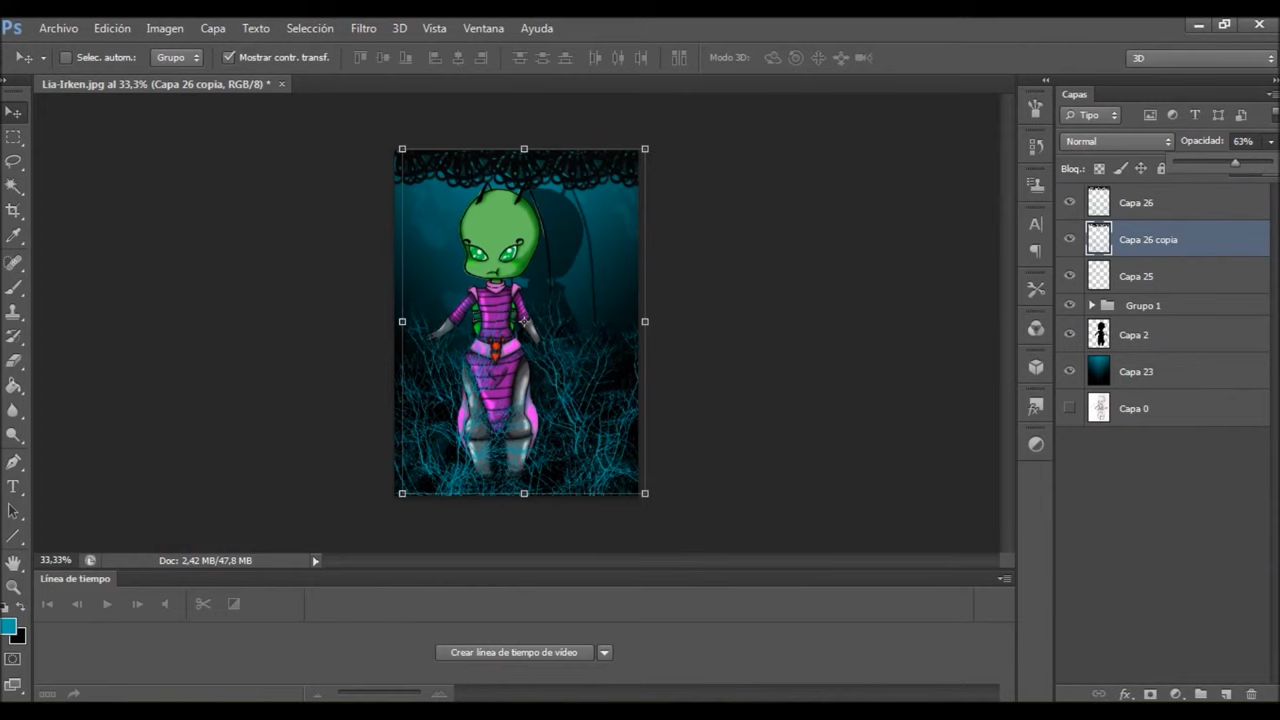 Ps Archivo Edición Imagen Capa Texto Selección Filtro 3D Vista Ventana Ayuda
Selec. autom.: Grupo Mostrar contr. transf. Modo 3D: 3D
Lia-Irken.jpg al 33,3% (Capa 26 copia, RGB/8) *
Capas
Tipo
Normal Opacidad: 63%
Bloq.:
Capa 26
Capa 26 copia
Capa 25
Grupo 1
Capa 2
Capa 23
Capa 0
33,33% Doc: 2,42 MB/47,8 MB
Línea de tiempo
Crear línea de tiempo de vídeo